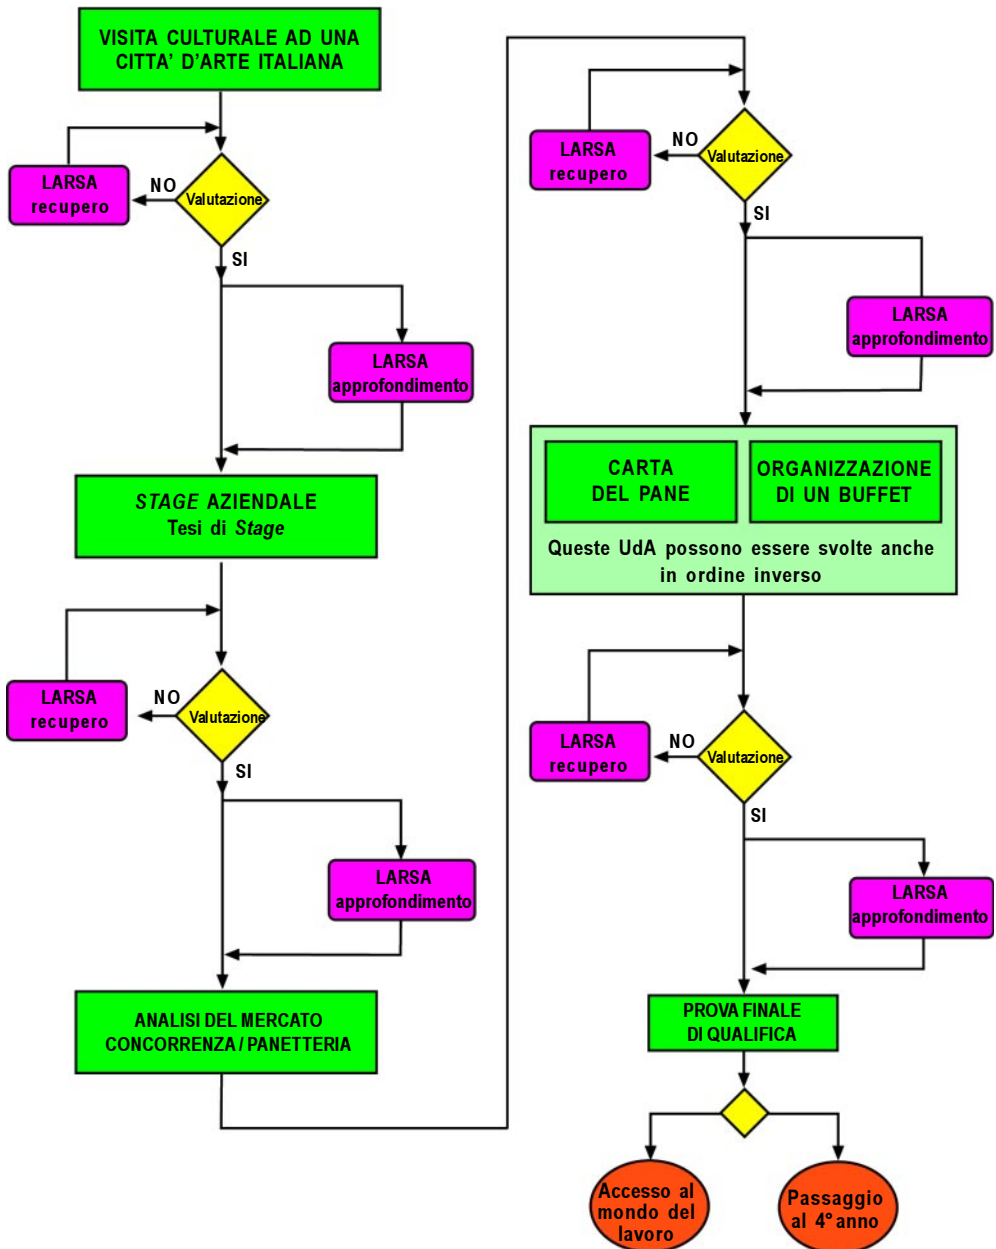 VISITA CULTURALE AD UNA
CITTA' D'ARTE ITALIANA
LARSA
recupero
NO
Valutazione
SI
LARSA
approfondimento
STAGE AZIENDALE
Tesi di Stage
LARSA
recupero
NO
Valutazione
SI
LARSA
approfondimento
ANALISI DEL MERCATO
CONCORRENZA / PANETTERIA
LARSA
recupero
NO
Valutazione
SI
LARSA
approfondimento
CARTA
DEL PANE
ORGANIZZAZIONE
DI UN BUFFET
Queste UdA possono essere svolte anche
in ordine inverso
LARSA
recupero
NO
Valutazione
SI
LARSA
approfondimento
PROVA FINALE
DI QUALIFICA
Accesso al
mondo del
lavoro
Passaggio
al 4° anno